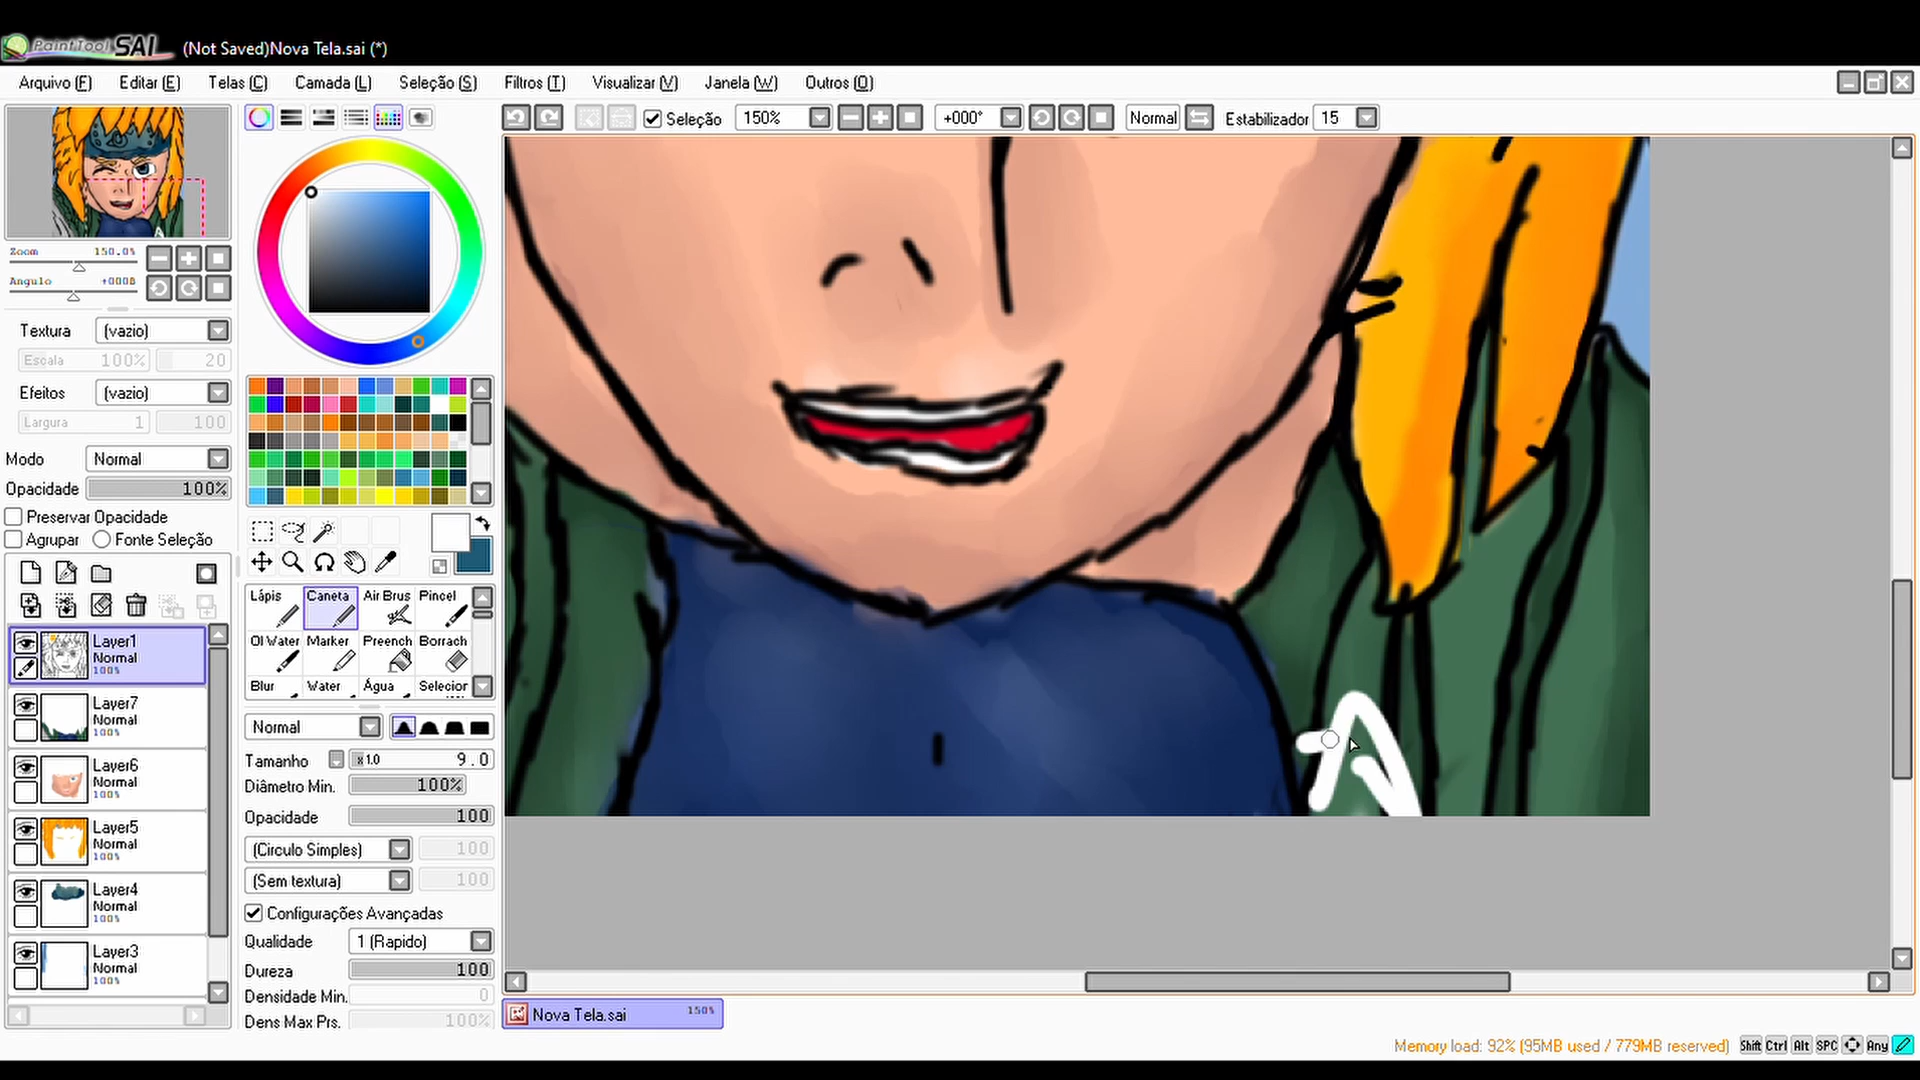 PaintTool SAI (Not Saved)Nova Tela.sai (*)
Arquivo (F) Editar (E) Telas (C) Camada (L) Seleção (S) Filtros (T) Visualizar (V) Janela (W) Outros (O)
Seleção 150% +000° Normal Estabilizador 15
Zoom 150.0%
Angulo +000θ
Textura (vazio)
Escala 100% 20
Efeitos (vazio)
Largura 1 100
Modo Normal
Opacidade 100%
Preservar Opacidade
Agrupar Fonte Seleção
Layer1
Normal
100%
Layer7
Normal
100%
Layer6
Normal
100%
Layer5
Normal
100%
Layer4
Normal
100%
Layer3
Normal
100%
Lápis Caneta Air Brus Pincel
Ol Water Marker Preench Borrach
Blur Water Água Selecior
Normal
Tamanho x1.0 9.0
Diâmetro Min. 100%
Opacidade 100
(Circulo Simples) 100
(Sem textura) 100
Configurações Avançadas
Qualidade 1 (Rapido)
Dureza 100
Densidade Min. 0
Dens Max Prs. 100%
A
Nova Tela.sai 150%
Memory load: 92% (95MB used / 779MB reserved) Shift Ctrl Alt SPC Any